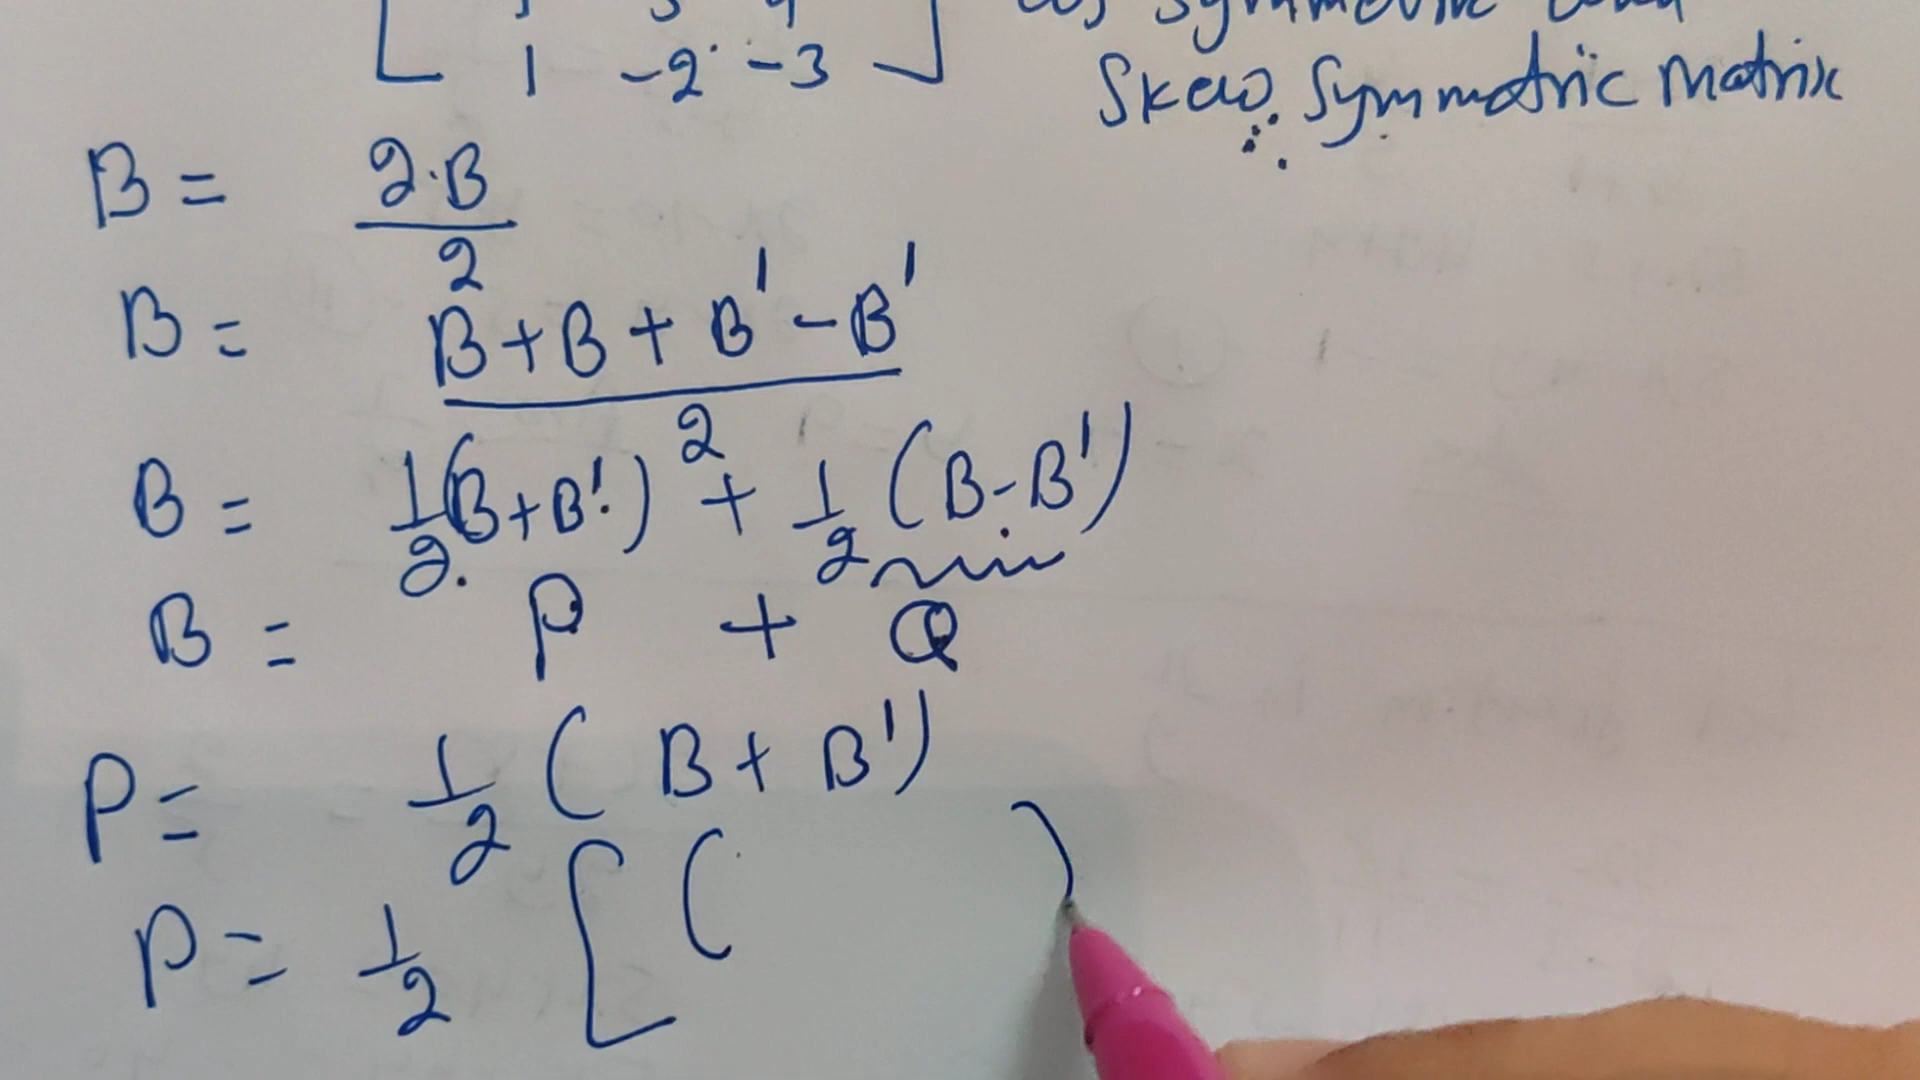 1 -2 -3
Skew Symmetric Matrix
B = 2·B / 2
B = B + B + B' - B' / 2
B = 1/2 (B + B') + 1/2 (B - B')
B = P + Q
P = 1/2 ( B + B')
P = 1/2 [ ( )